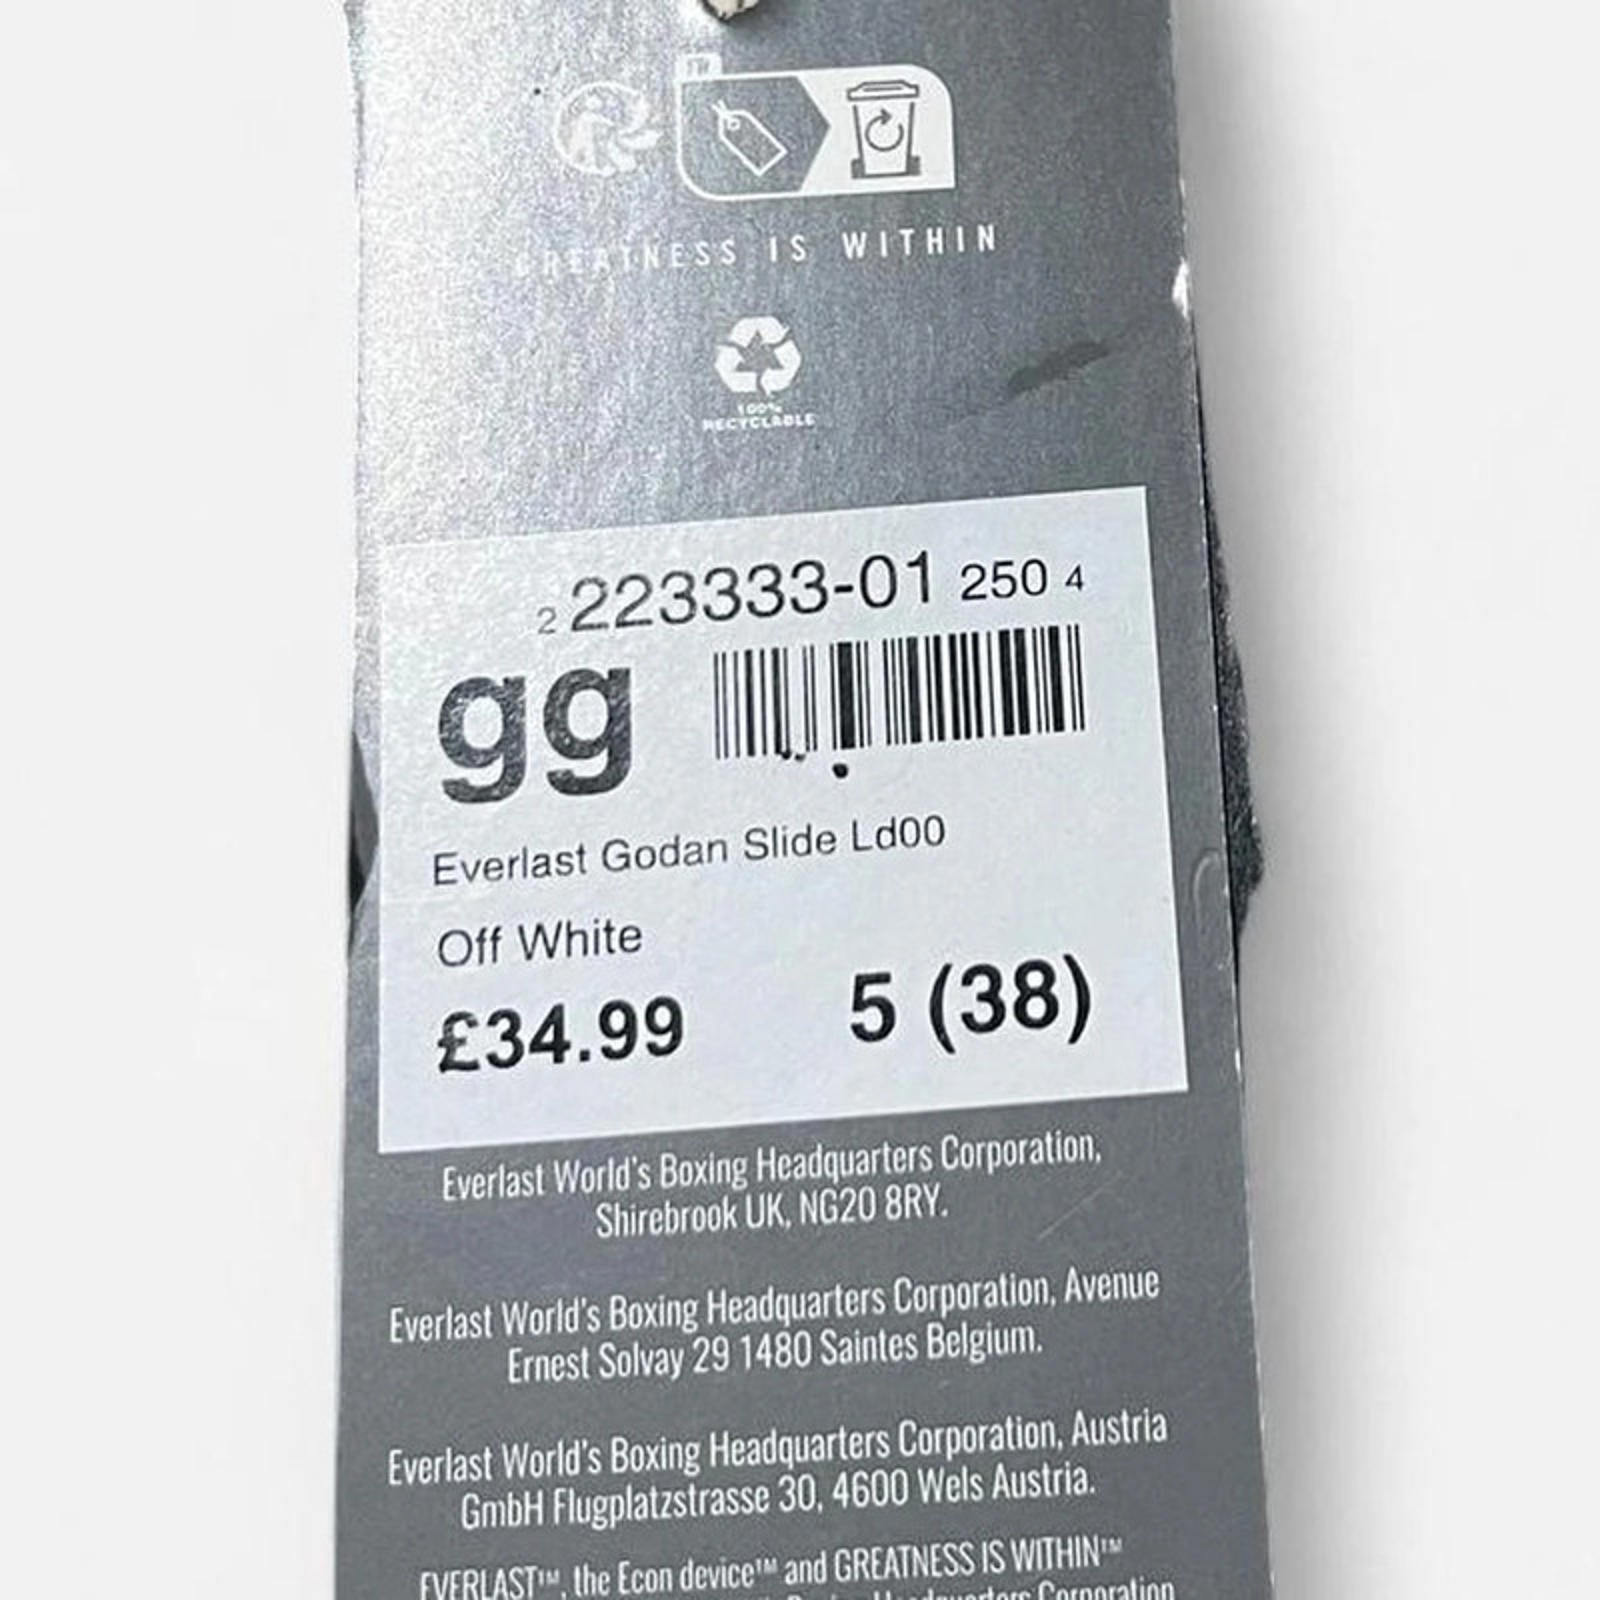 GREATNESS IS WITHIN
100%
RECYCLABLE
2 223333-01 250 4
gg
Everlast Godan Slide Ld00
Off White
£34.99 5 (38)
Everlast World's Boxing Headquarters Corporation,
Shirebrook UK, NG20 8RY.
Everlast World's Boxing Headquarters Corporation, Avenue
Ernest Solvay 29 1480 Saintes Belgium.
Everlast World's Boxing Headquarters Corporation, Austria
GmbH Flugplatzstrasse 30, 4600 Wels Austria.
EVERLAST™, the Econ device™ and GREATNESS IS WITHIN™
Headquarters Corporation